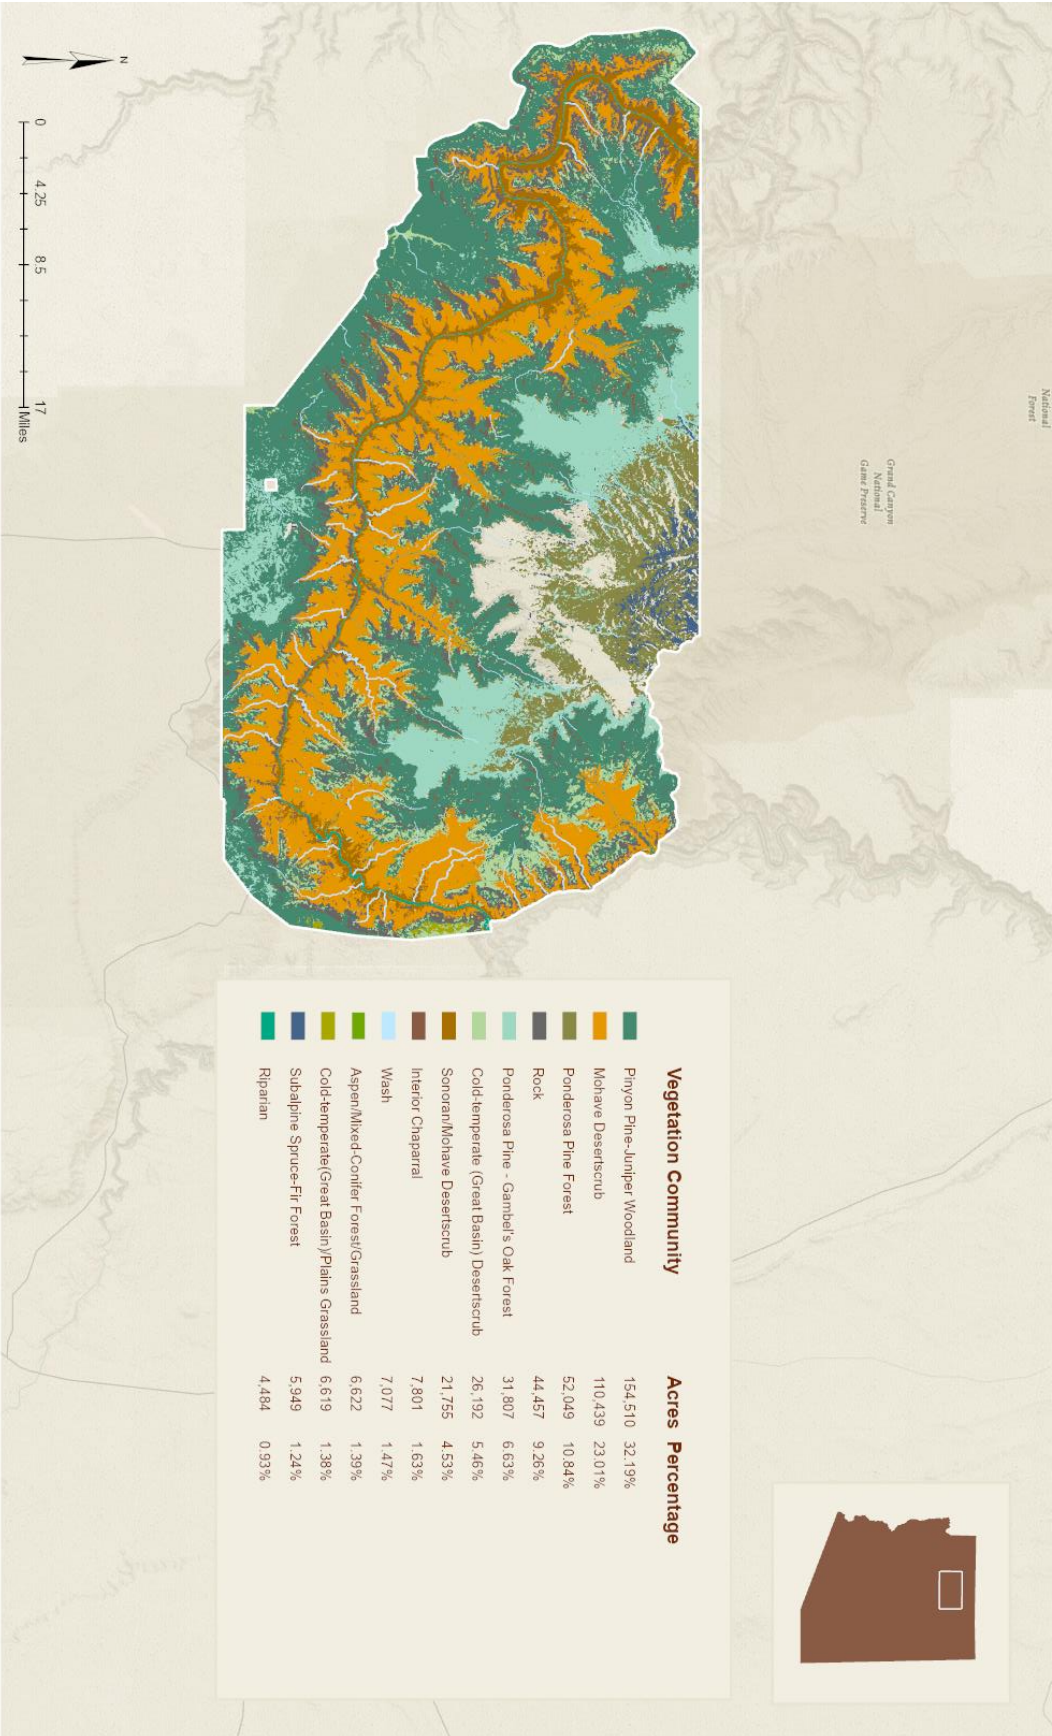 National
Forest
Grand Canyon
National
Game Preserve
Vegetation Community Acres Percentage
Pinyon Pine-Juniper Woodland 154,510 32.19%
Mohave Desertscrub 110,439 23.01%
Ponderosa Pine Forest 52,049 10.84%
Rock 44,457 9.26%
Ponderosa Pine - Gambel's Oak Forest 31,807 6.63%
Cold-temperate (Great Basin) Desertscrub 26,192 5.46%
Sonoran/Mohave Desertscrub 21,755 4.53%
Interior Chaparral 7,801 1.63%
Wash 7,077 1.47%
Aspen/Mixed-Conifer Forest/Grassland 6,622 1.39%
Cold-temperate(Great Basin)/Plains Grassland 6,619 1.38%
Subalpine Spruce-Fir Forest 5,949 1.24%
Riparian 4,484 0.93%
N
0 4.25 8.5 17
Miles